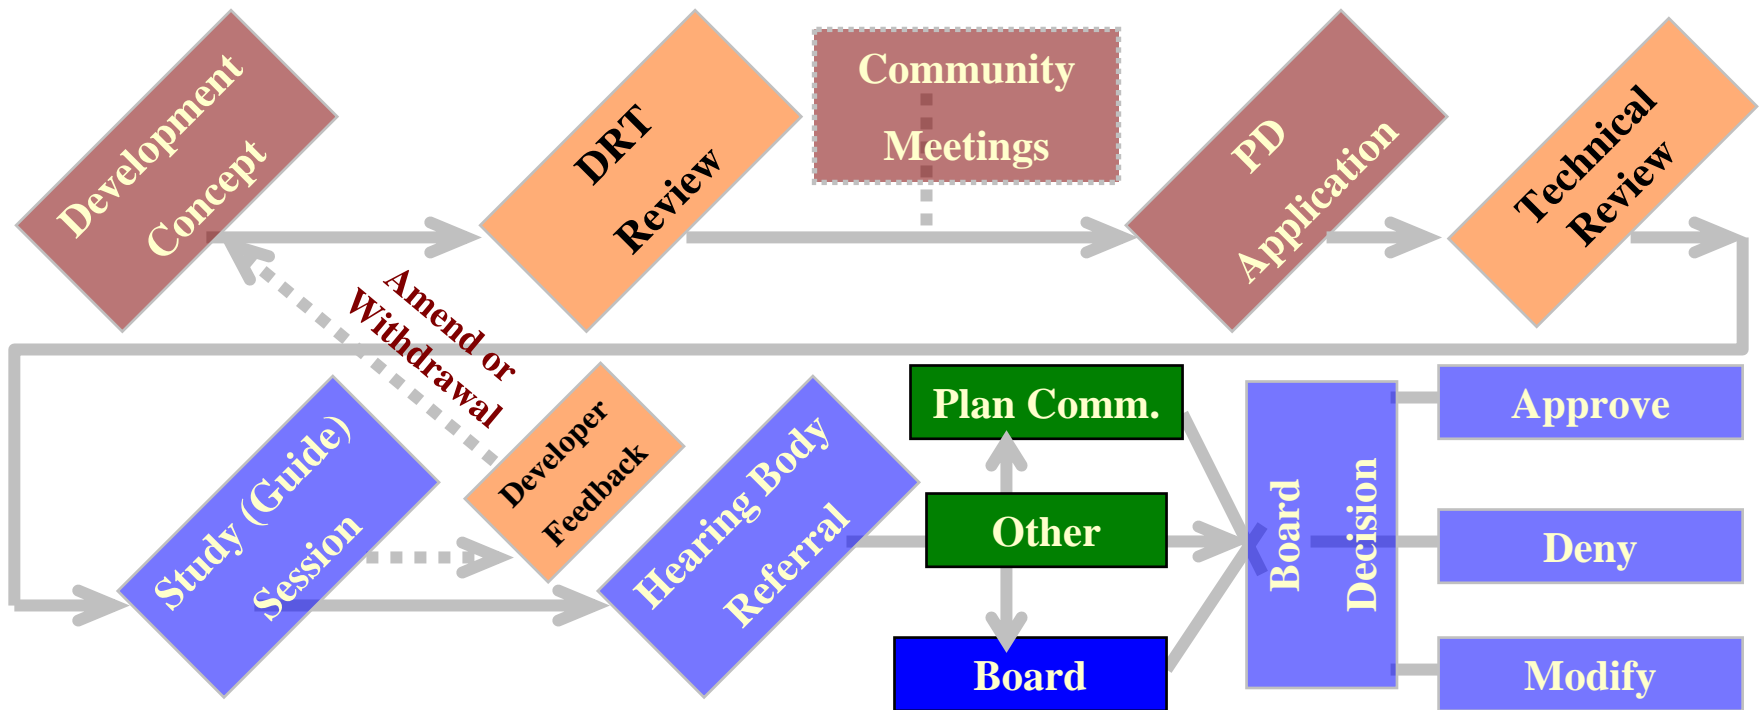 Development
Concept
DRT
Review
Community
Meetings
PD
Application
Technical
Review
Amend or
Withdrawal
Study (Guide)
Session
Developer
Feedback
Hearing Body
Referral
Plan Comm.
Other
Board
Board
Decision
Approve
Deny
Modify